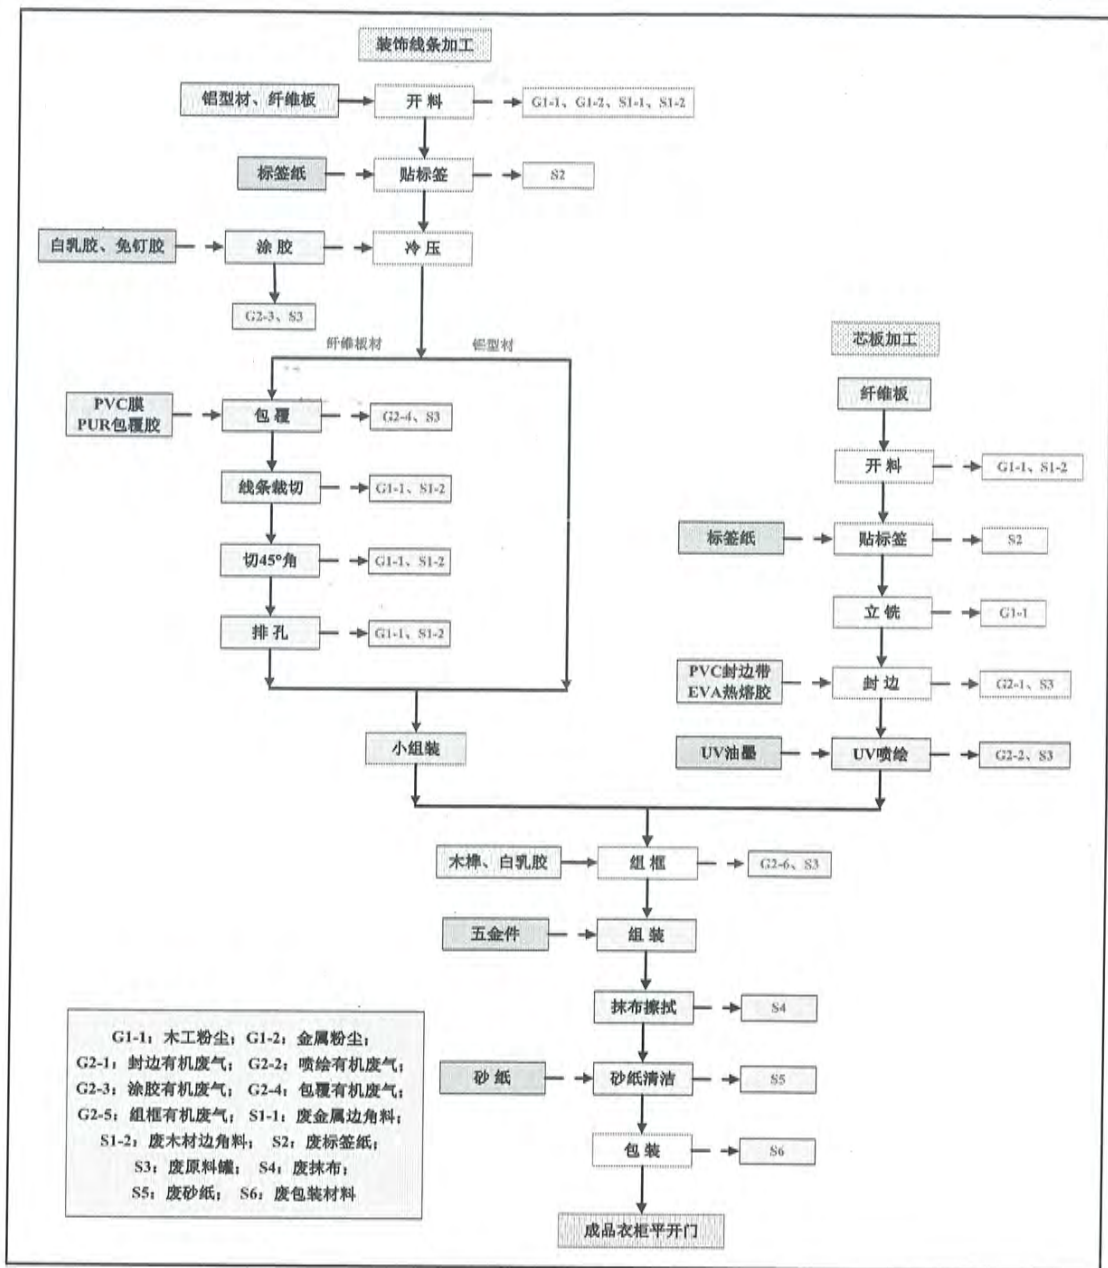 装饰线条加工
铝型材、纤维板
开料
G1-1、G1-2、S1-1、S1-2
标签纸
贴标签
S2
白乳胶、免钉胶
涂胶
冷压
G2-3、S3
纤维板材
铝型材
PVC膜
PUR包覆胶
包覆
G2-4、S3
线条裁切
G1-1、S1-2
切45°角
G1-1、S1-2
排孔
G1-1、S1-2
小组装
芯板加工
纤维板
开料
G1-1、S1-2
标签纸
贴标签
S2
立铣
G1-1
PVC封边带
EVA热熔胶
封边
G2-1、S3
UV油墨
UV喷绘
G2-2、S3
木榫、白乳胶
组框
G2-6、S3
五金件
组装
抹布擦拭
S4
砂纸
砂纸清洁
S5
包装
S6
成品衣柜平开门
G1-1：木工粉尘；G1-2：金属粉尘；
G2-1：封边有机废气；G2-2：喷绘有机废气；
G2-3：涂胶有机废气；G2-4：包覆有机废气；
G2-5：组框有机废气；S1-1：废金属边角料；
S1-2：废木材边角料；S2：废标签纸；
S3：废原料罐；S4：废抹布；
S5：废砂纸；S6：废包装材料